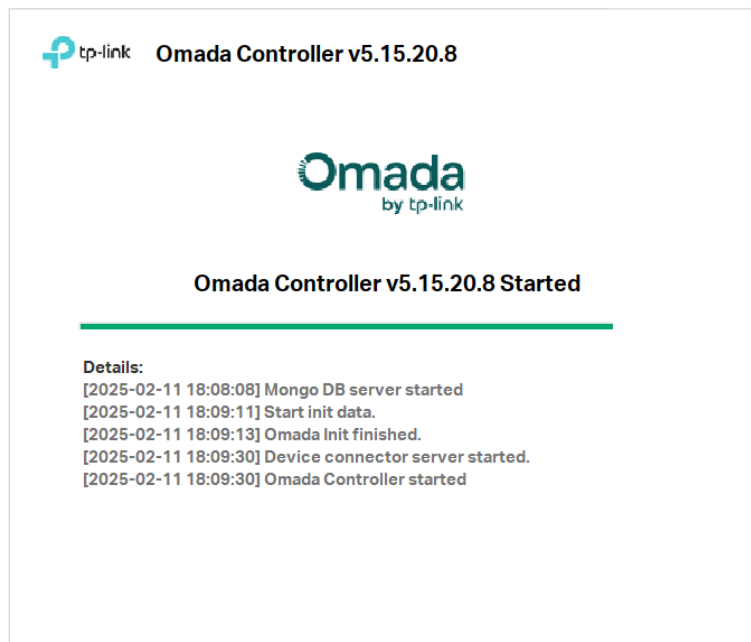 tp-link Omada Controller v5.15.20.8
Omada
by tp-link
Omada Controller v5.15.20.8 Started
Details:
[2025-02-11 18:08:08] Mongo DB server started
[2025-02-11 18:09:11] Start init data.
[2025-02-11 18:09:13] Omada Init finished.
[2025-02-11 18:09:30] Device connector server started.
[2025-02-11 18:09:30] Omada Controller started